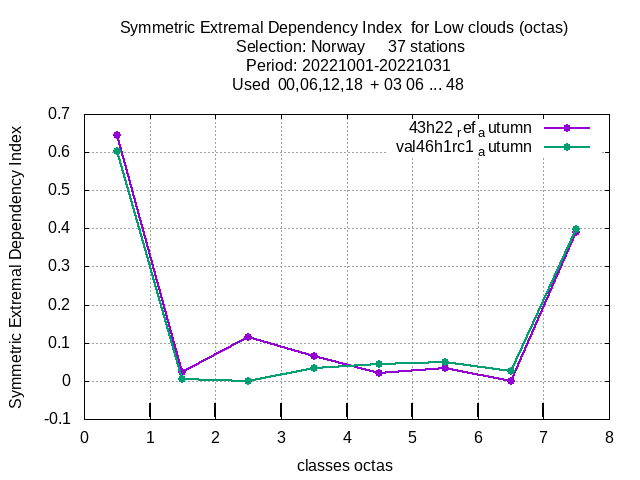 Symmetric Extremal Dependency Index  for Low clouds (octas)
Selection: Norway     37 stations
Period: 20221001-20221031
Used  00,06,12,18  + 03 06 ... 48
43h22 ref autumn
val46h1rc1 autumn
Symmetric Extremal Dependency Index
0.7
0.6
0.5
0.4
0.3
0.2
0.1
0
-0.1
0 1 2 3 4 5 6 7 8
classes octas